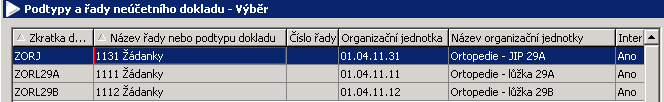 Podtypy a řady neúčetního dokladu - Výběr
Zkratka d... Název řady nebo podtypu dokladu Číslo řady Organizační jednotka Název organizační jednotky Inter
ZORJ 1131 Žádanky 01.04.11.31 Ortopedie - JIP 29A Ano
ZORL29A 1111 Žádanky 01.04.11.11 Ortopedie - lůžka 29A Ano
ZORL29B 1112 Žádanky 01.04.11.12 Ortopedie - lůžka 29B Ano